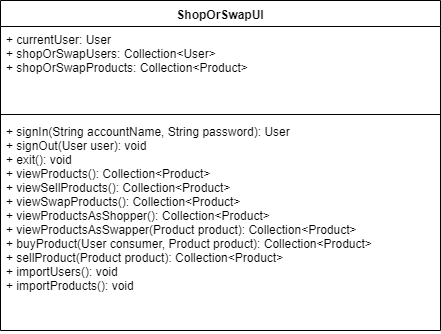 ShopOrSwapUI
+ currentUser: User
+ shopOrSwapUsers: Collection<User>
+ shopOrSwapProducts: Collection<Product>
+ signIn(String accountName, String password): User
+ signOut(User user): void
+ exit(): void
+ viewProducts(): Collection<Product>
+ viewSellProducts(): Collection<Product>
+ viewSwapProducts(): Collection<Product>
+ viewProductsAsShopper(): Collection<Product>
+ viewProductsAsSwapper(Product product): Collection<Product>
+ buyProduct(User consumer, Product product): Collection<Product>
+ sellProduct(Product product): Collection<Product>
+ importUsers(): void
+ importProducts(): void